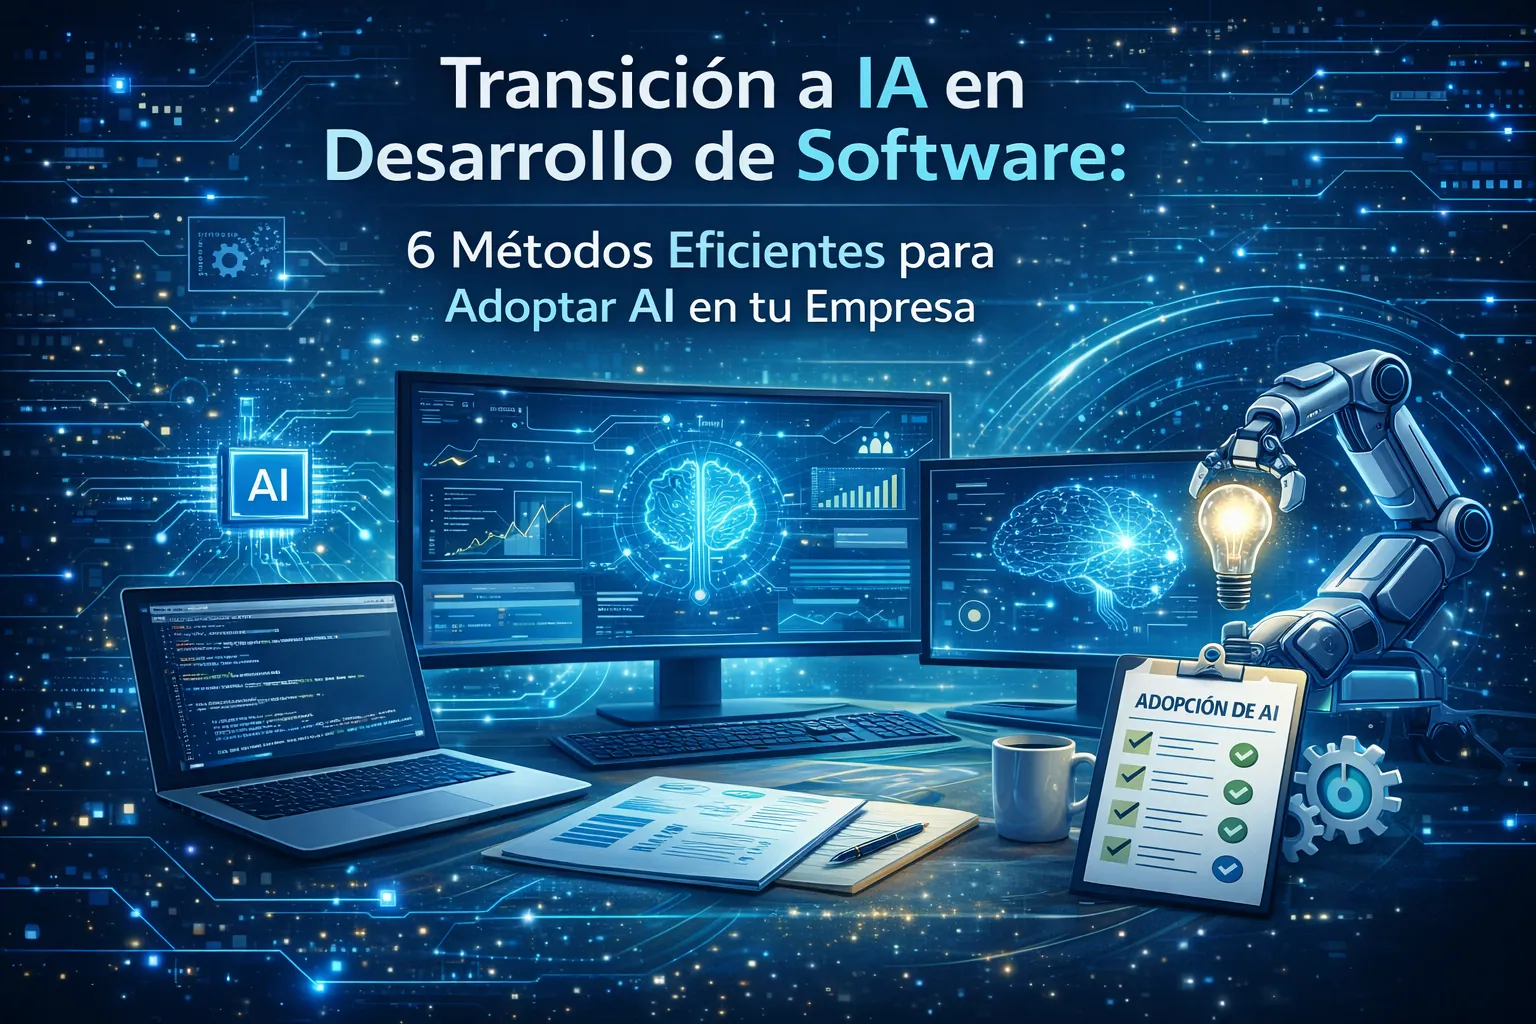 Transición a IA en
Desarrollo de Software:
6 Métodos Eficientes para
Adoptar AI en tu Empresa
AI
ADOPCIÓN DE AI